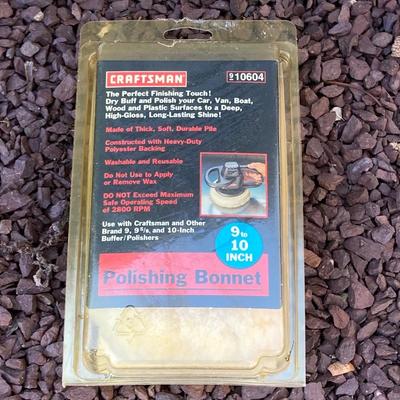 CRAFTSMAN
9 10604
The Perfect Finishing Touch!
Dry Buff and Polish your Car, Van, Boat,
Wood and Plastic Surfaces to a Deep,
High-Gloss, Long-Lasting Shine!
Made of Thick, Soft, Durable Pile
Constructed with Heavy-Duty
Polyester Backing
Washable and Reusable
Do Not Use to Apply
or Remove Wax
DO NOT Exceed Maximum
Safe Operating Speed
of 2800 RPM
Use with Craftsman and Other
Brand 9, 9 5/8, and 10-Inch
Buffer/Polishers
9 to
10
INCH
Polishing Bonnet